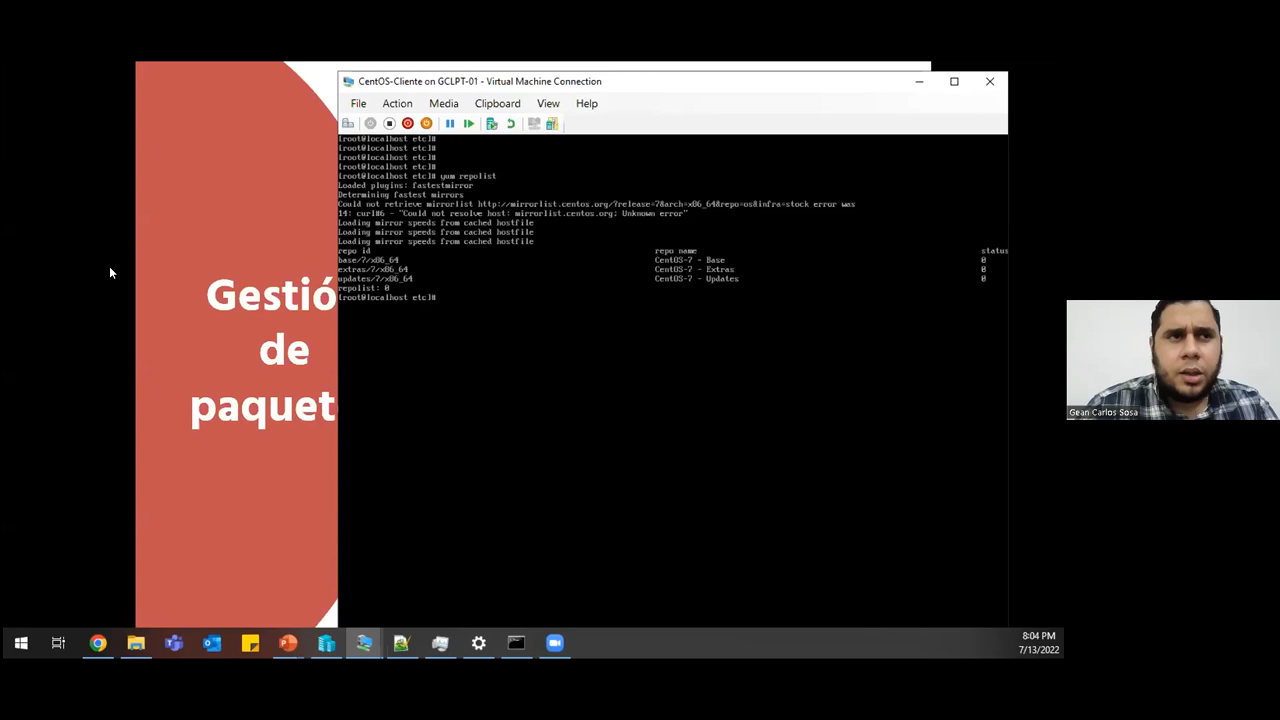 CentOS-Cliente on GCLPT-01 - Virtual Machine Connection
File Action Media Clipboard View Help
[root@localhost etc]#
[root@localhost etc]#
[root@localhost etc]#
[root@localhost etc]#
[root@localhost etc]# yum repolist
Loaded plugins: fastestmirror
Determining fastest mirrors
Could not retrieve mirrorlist http://mirrorlist.centos.org/?release=7&arch=x86_64&repo=os&infra=stock error was
14: curl#6 - "Could not resolve host: mirrorlist.centos.org; Unknown error"
Loading mirror speeds from cached hostfile
Loading mirror speeds from cached hostfile
Loading mirror speeds from cached hostfile
repo id repo name status
base/7/x86_64 CentOS-7 - Base 0
extras/7/x86_64 CentOS-7 - Extras 0
updates/7/x86_64 CentOS-7 - Updates 0
repolist: 0
[root@localhost etc]#
Gestió
de
paquet
Gean Carlos Sosa
8:04 PM
7/13/2022